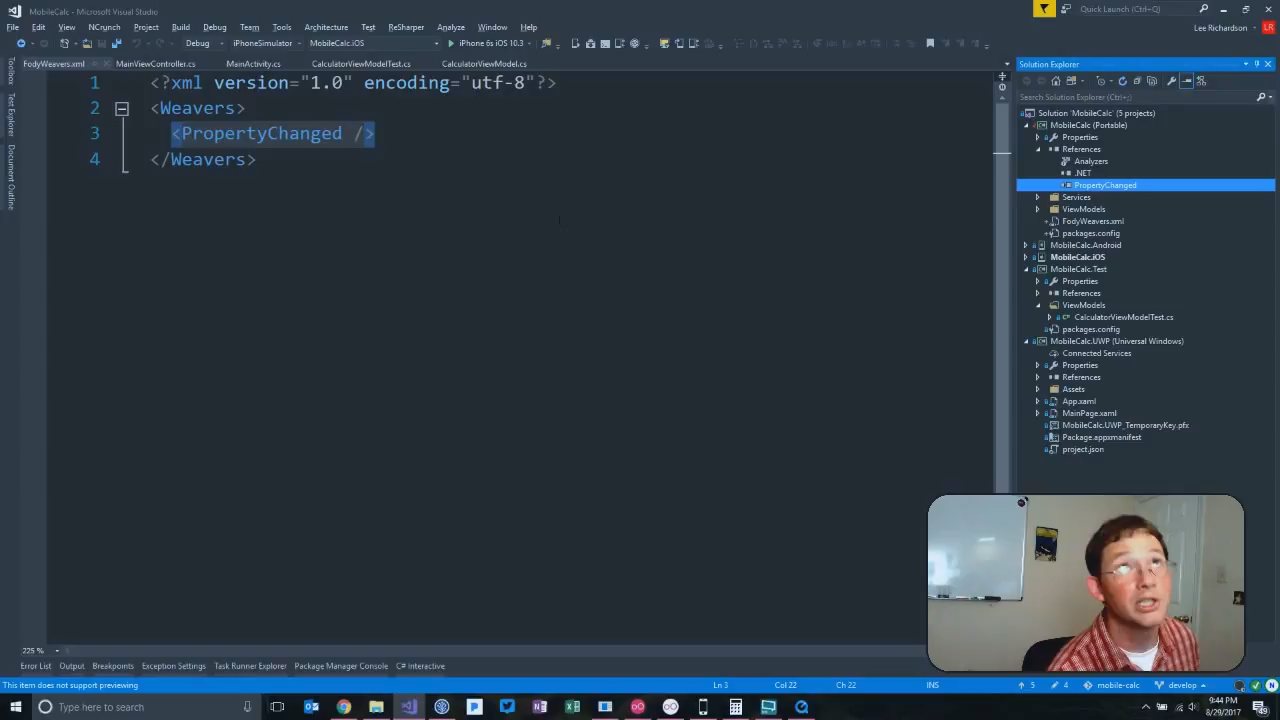 MobileCalc - Microsoft Visual Studio
Quick Launch (Ctrl+Q)
File Edit View NCrunch Project Build Debug Team Tools Architecture Test ReSharper Analyze Window Help
Lee Richardson LR
Debug iPhoneSimulator MobileCalc.iOS iPhone 6s iOS 10.3
FodyWeavers.xml MainViewController.cs MainActivity.cs CalculatorViewModelTest.cs CalculatorViewModel.cs
Toolbox
Test Explorer
Document Outline
1 <?xml version="1.0" encoding="utf-8"?>
2 <Weavers>
3 <PropertyChanged />
4 </Weavers>
Solution Explorer
Search Solution Explorer (Ctrl+;)
Solution 'MobileCalc' (5 projects)
MobileCalc (Portable)
Properties
References
Analyzers
.NET
PropertyChanged
Services
ViewModels
FodyWeavers.xml
packages.config
MobileCalc.Android
MobileCalc.iOS
MobileCalc.Test
Properties
References
ViewModels
CalculatorViewModelTest.cs
packages.config
MobileCalc.UWP (Universal Windows)
Connected Services
Properties
References
Assets
App.xaml
MainPage.xaml
MobileCalc.UWP_TemporaryKey.pfx
Package.appxmanifest
project.json
225 %
Error List Output Breakpoints Exception Settings Task Runner Explorer Package Manager Console C# Interactive
This item does not support previewing Ln 3 Col 22 Ch 22 INS 5 4 mobile-calc develop
Type here to search
9:44 PM
8/29/2017